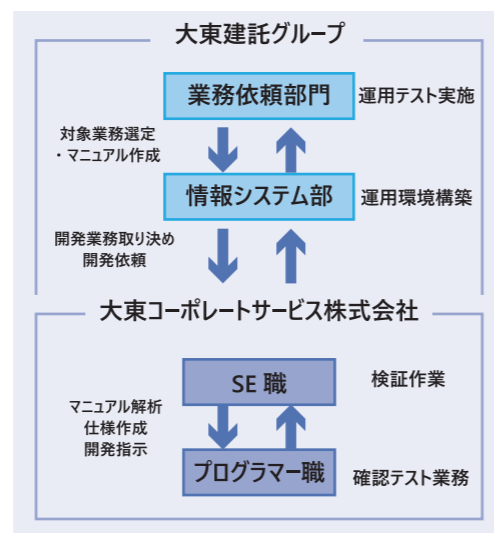 大東建託グループ
業務依頼部門
運用テスト実施
対象業務選定
・マニュアル作成
情報システム部
運用環境構築
開発業務取り決め
開発依頼
大東コーポレートサービス株式会社
SE 職
検証作業
マニュアル解析
仕様作成
開発指示
プログラマー職
確認テスト業務